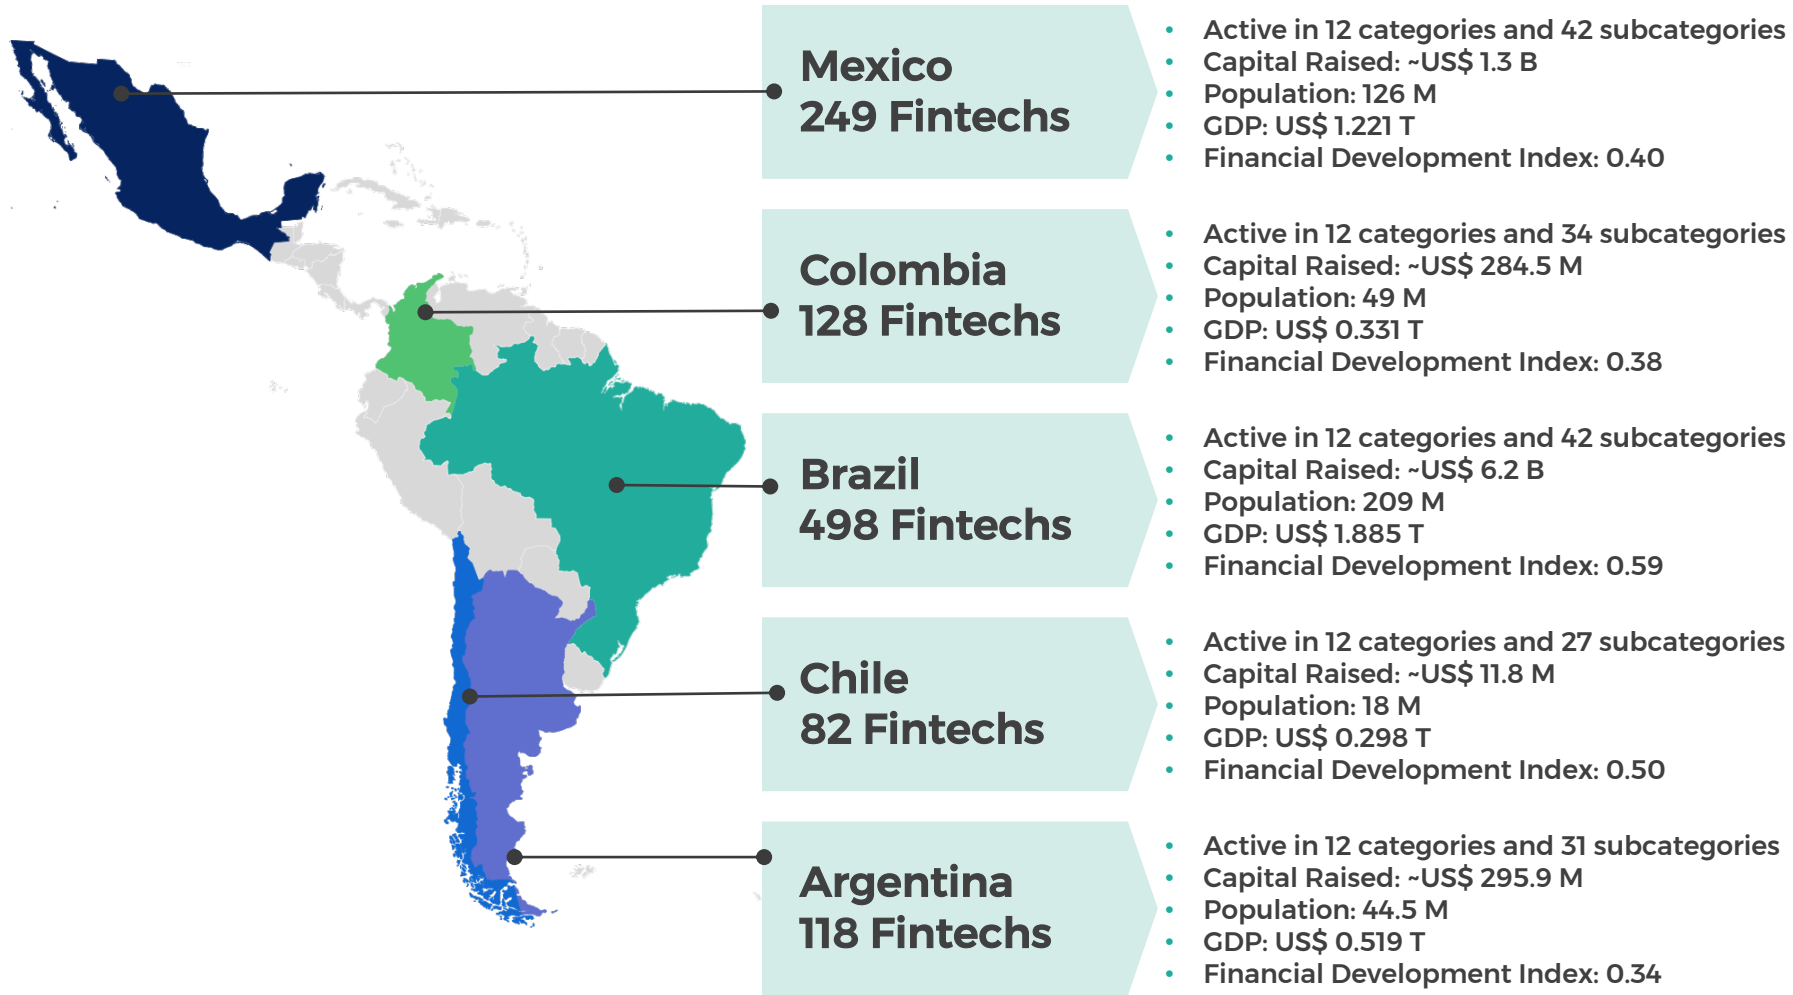 Mexico
249 Fintechs
• Active in 12 categories and 42 subcategories
• Capital Raised: ~US$ 1.3 B
• Population: 126 M
• GDP: US$ 1.221 T
• Financial Development Index: 0.40
Colombia
128 Fintechs
• Active in 12 categories and 34 subcategories
• Capital Raised: ~US$ 284.5 M
• Population: 49 M
• GDP: US$ 0.331 T
• Financial Development Index: 0.38
Brazil
498 Fintechs
• Active in 12 categories and 42 subcategories
• Capital Raised: ~US$ 6.2 B
• Population: 209 M
• GDP: US$ 1.885 T
• Financial Development Index: 0.59
Chile
82 Fintechs
• Active in 12 categories and 27 subcategories
• Capital Raised: ~US$ 11.8 M
• Population: 18 M
• GDP: US$ 0.298 T
• Financial Development Index: 0.50
Argentina
118 Fintechs
• Active in 12 categories and 31 subcategories
• Capital Raised: ~US$ 295.9 M
• Population: 44.5 M
• GDP: US$ 0.519 T
• Financial Development Index: 0.34